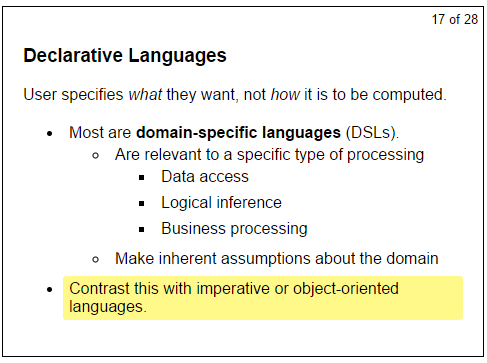 17 of 28
Declarative Languages
User specifies what they want, not how it is to be computed.
• Most are domain-specific languages (DSLs).
○ Are relevant to a specific type of processing
▪ Data access
▪ Logical inference
▪ Business processing
○ Make inherent assumptions about the domain
• Contrast this with imperative or object-oriented
languages.